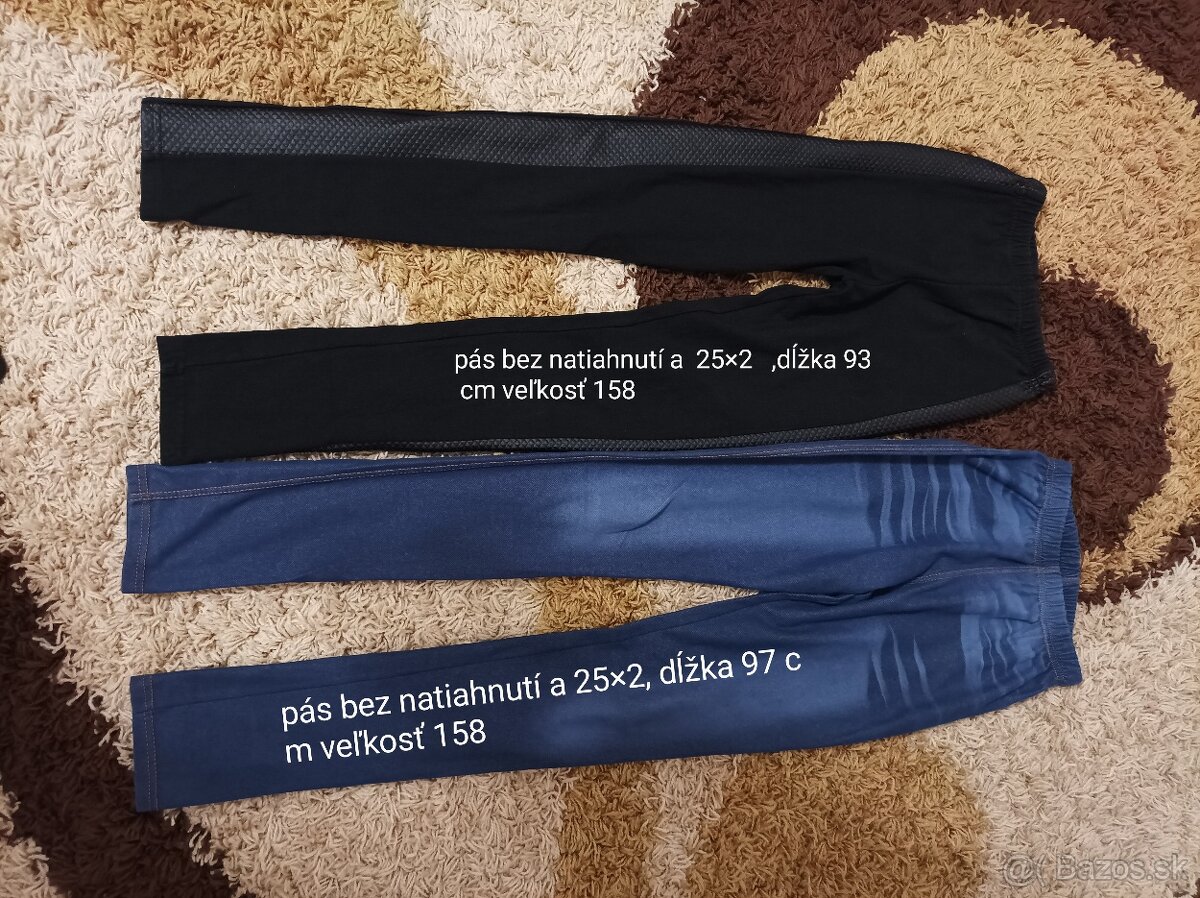 pás bez natiahnutí a 25×2 ,dĺžka 93
cm veľkosť 158
pás bez natiahnutí a 25×2, dĺžka 97 c
m veľkosť 158
@( Bazos.sk